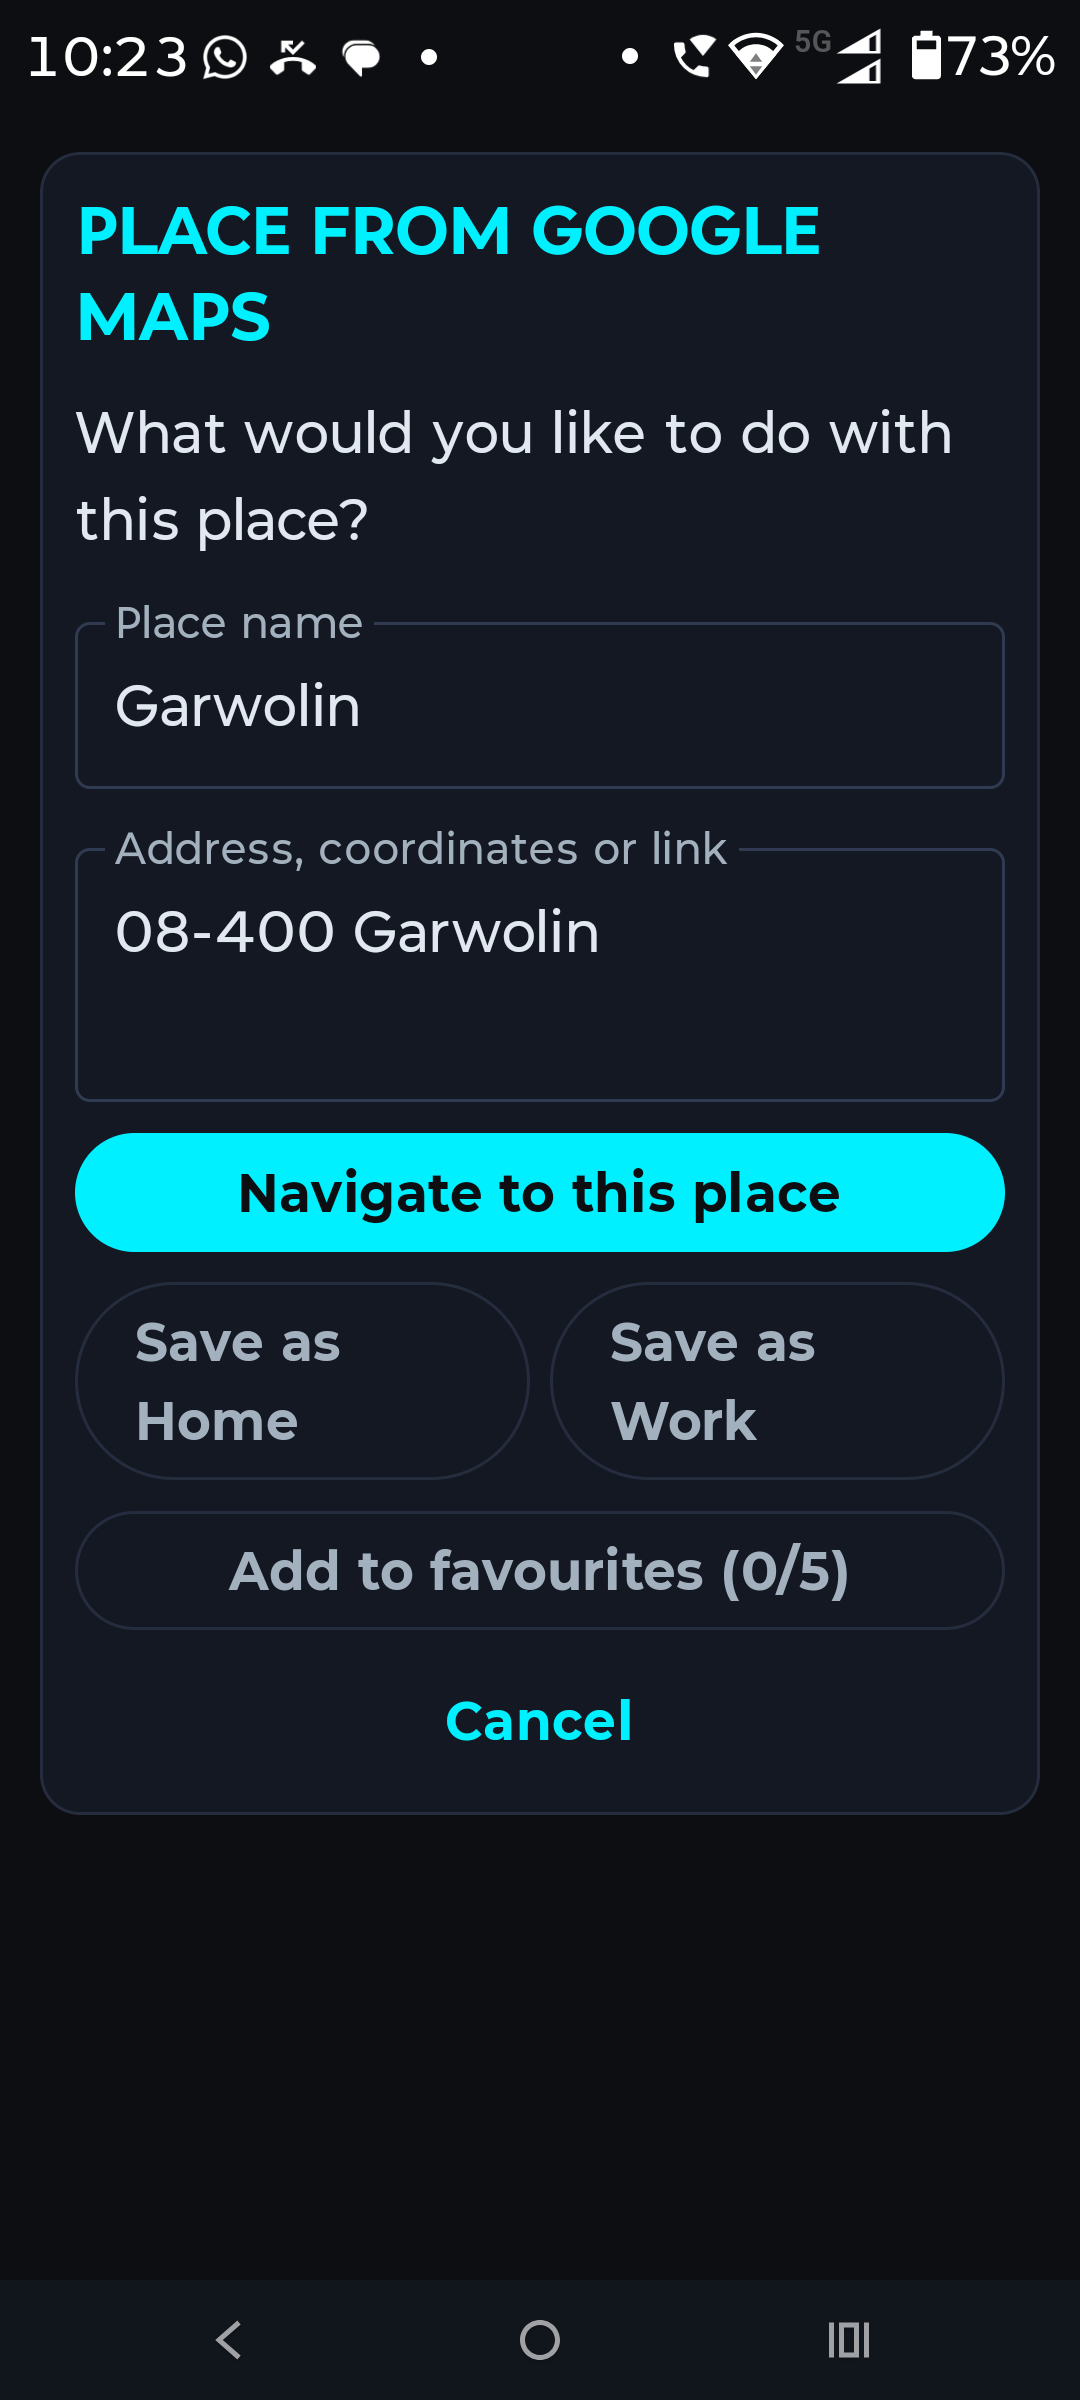 10:23
5G
73%
PLACE FROM GOOGLE
MAPS
What would you like to do with
this place?
Place name
Garwolin
Address, coordinates or link
08-400 Garwolin
Navigate to this place
Save as
Home
Save as
Work
Add to favourites (0/5)
Cancel